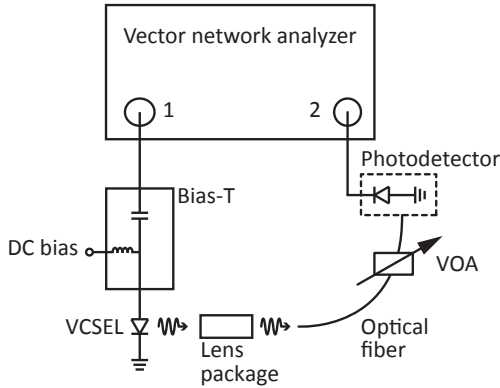 Vector network analyzer
1
2
Photodetector
Bias-T
DC bias
VOA
VCSEL
Lens
package
Optical
fiber